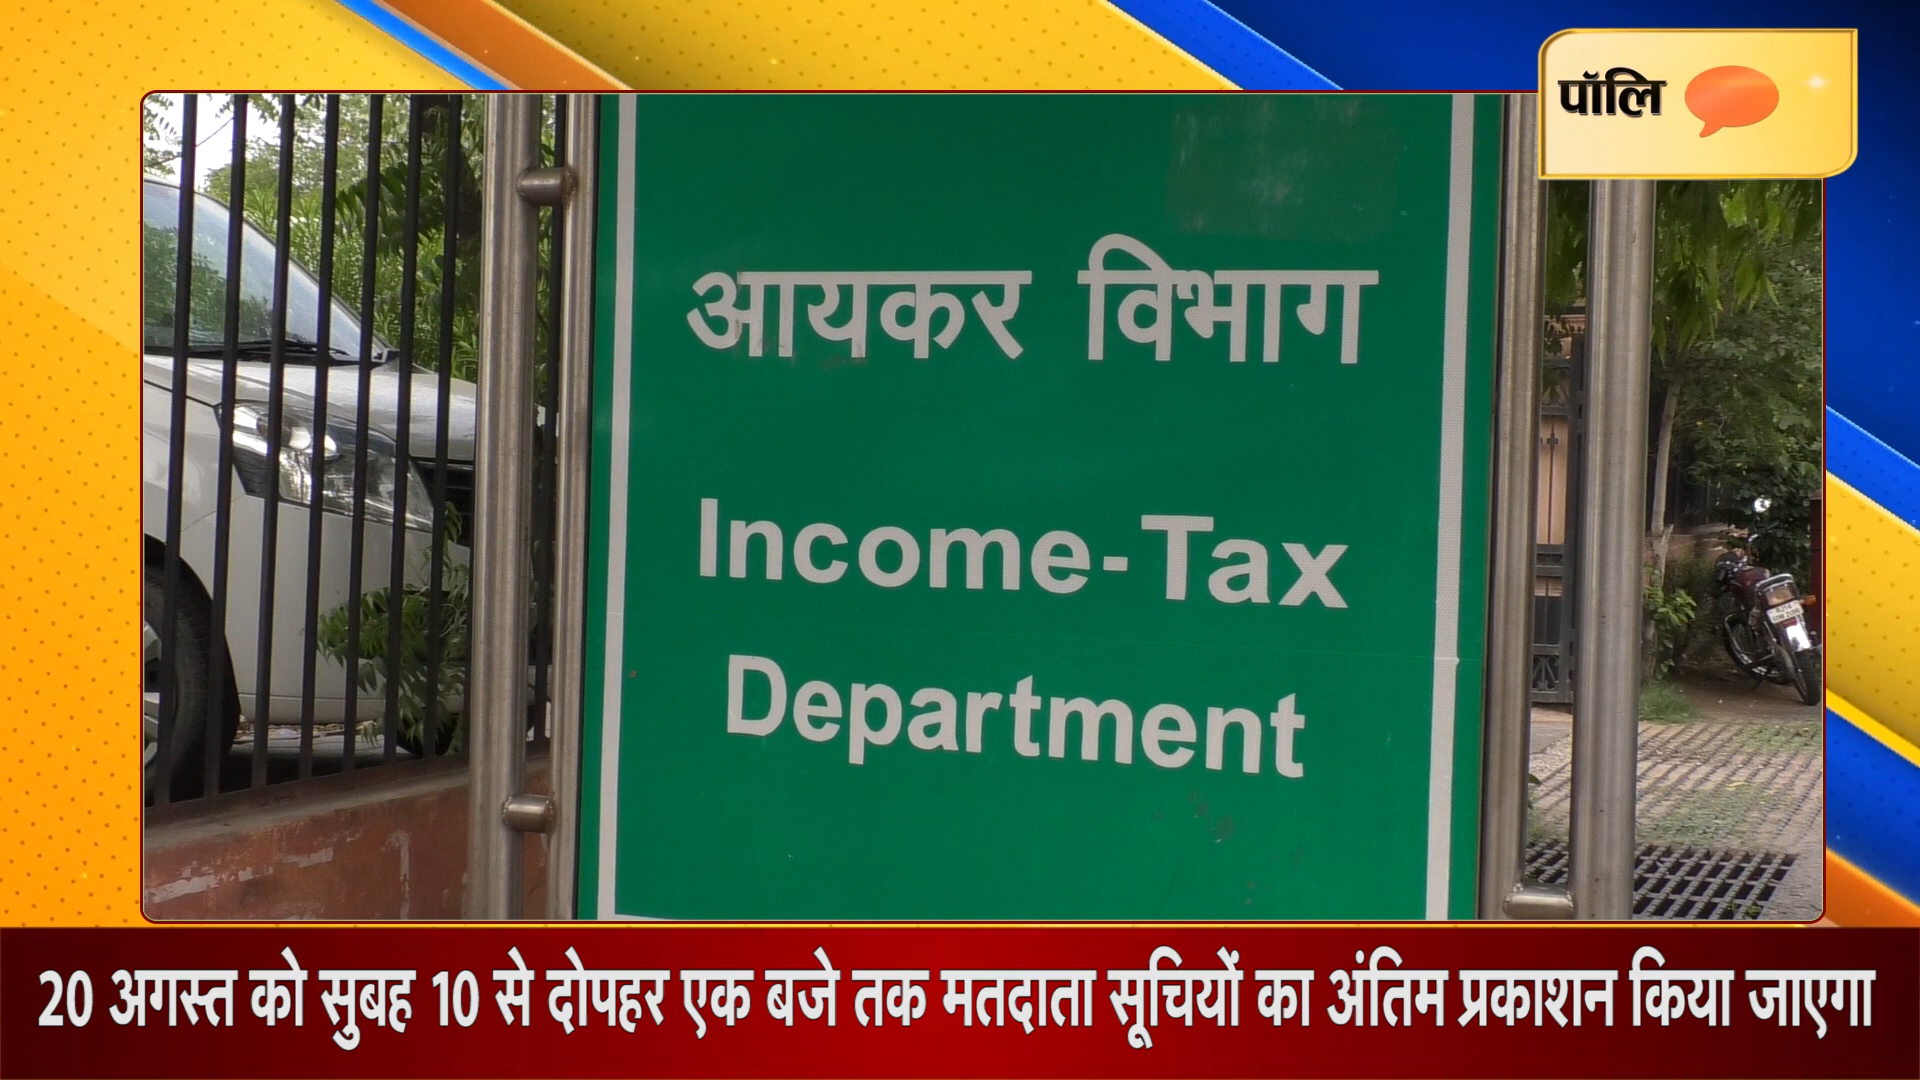 पॉलि
आयकर विभाग
Income-Tax
Department
20 अगस्त को सुबह 10 से दोपहर एक बजे तक मतदाता सूचियों का अंतिम प्रकाशन किया जाएगा